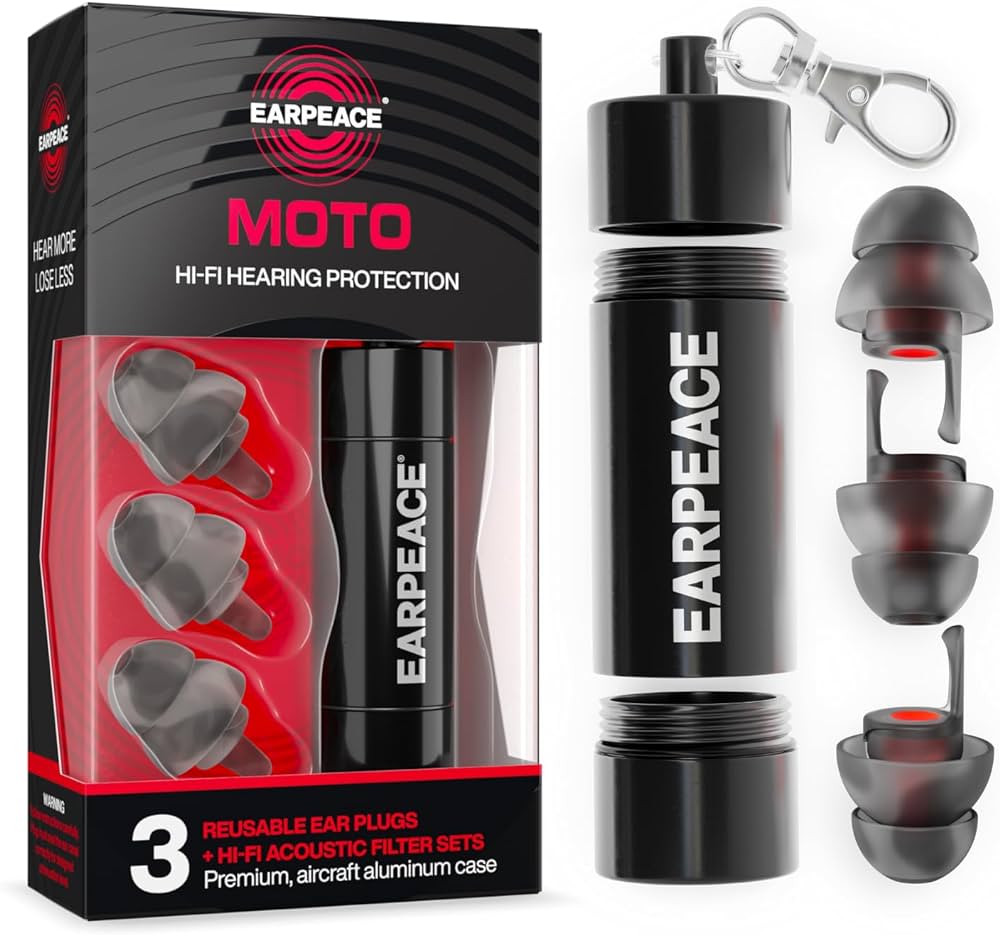 EARPEACE®
HEAR MORE
LOSE LESS
EARPEACE®
MOTO
HI-FI HEARING PROTECTION
EARPEACE®
WARNING
3
REUSABLE EAR PLUGS
+ HI-FI ACOUSTIC FILTER SETS
Premium, aircraft aluminum case
EARPEACE